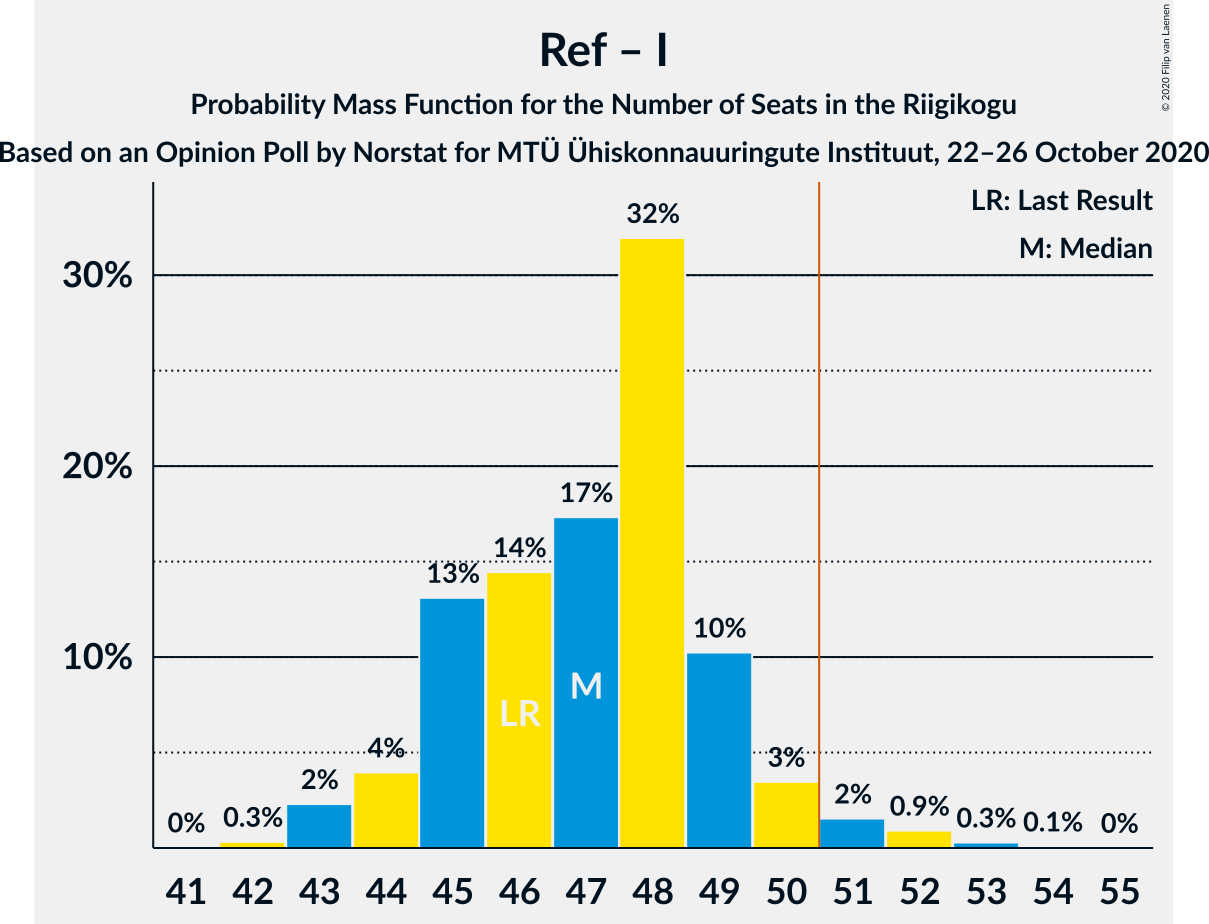 Ref – I
Probability Mass Function for the Number of Seats in the Riigikogu
Based on an Opinion Poll by Norstat for MTÜ Ühiskonnauuringute Instituut, 22–26 October 2020
© 2020 Filip van Laenen
LR: Last Result
M: Median
30%
20%
10%
0%
0.3%
2%
4%
13%
14%
17%
32%
10%
3%
2%
0.9%
0.3%
0.1%
0%
LR
M
41 42 43 44 45 46 47 48 49 50 51 52 53 54 55